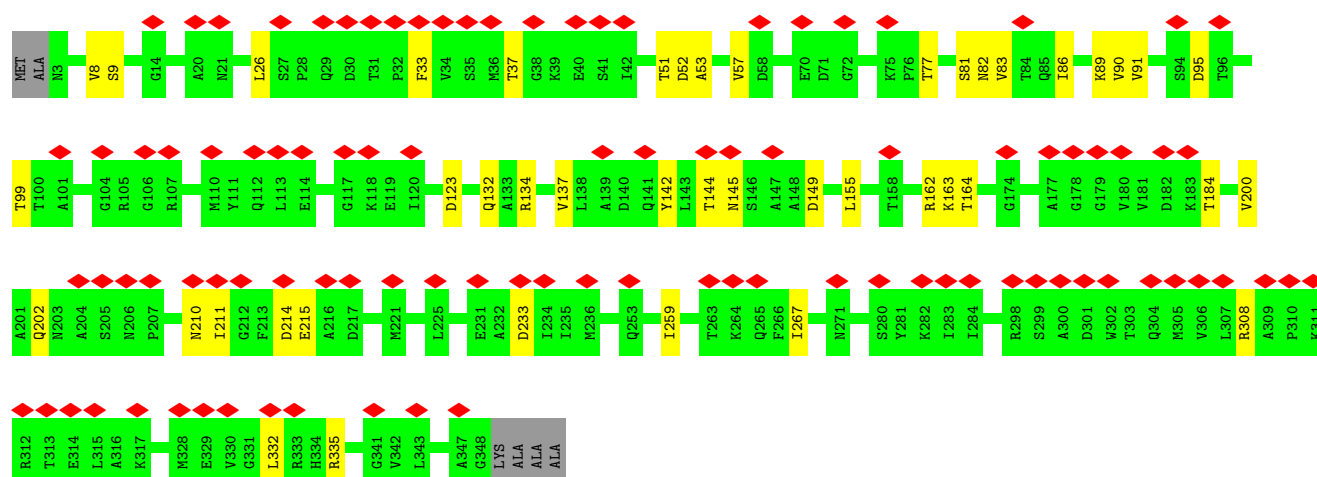 MET ALA N3 V8 S9 G14 A20 N21 L26 S27 P28 Q29 D30 T31 P32 F33 V34 S35 M36 T37 G38 K39 E40 S41 I42 T51 D52 A53 V57 D58 E70 D71 G72 K75 P76 T77 S81 N82 V83 T84 Q85 I86 K89 V90 V91 S94 D95 T96
T99 T100 A101 G104 R105 G106 R107 M110 Y111 Q112 L113 E114 G117 K118 E119 I120 D123 Q132 A133 R134 V137 L138 A139 D140 Q141 Y142 L143 T144 N145 S146 A147 A148 D149 L155 T158 R162 K163 T164 G174 A177 G178 G179 V180 V181 D182 K183 T184 V200
A201 Q202 N203 A204 S205 N206 P207 N210 I211 G212 F213 D214 E215 A216 D217 M221 L225 E231 A232 D233 I234 I235 M236 Q253 I259 T263 K264 Q265 F266 I267 N271 S280 Y281 K282 I283 I284 R298 S299 A300 D301 W302 T303 Q304 M305 V306 L307 R308 A309 P310 K311
R312 T313 E314 L315 A316 K317 M328 E329 V330 G331 L332 R333 H334 R335 G341 V342 L343 A347 G348 LYS ALA ALA ALA